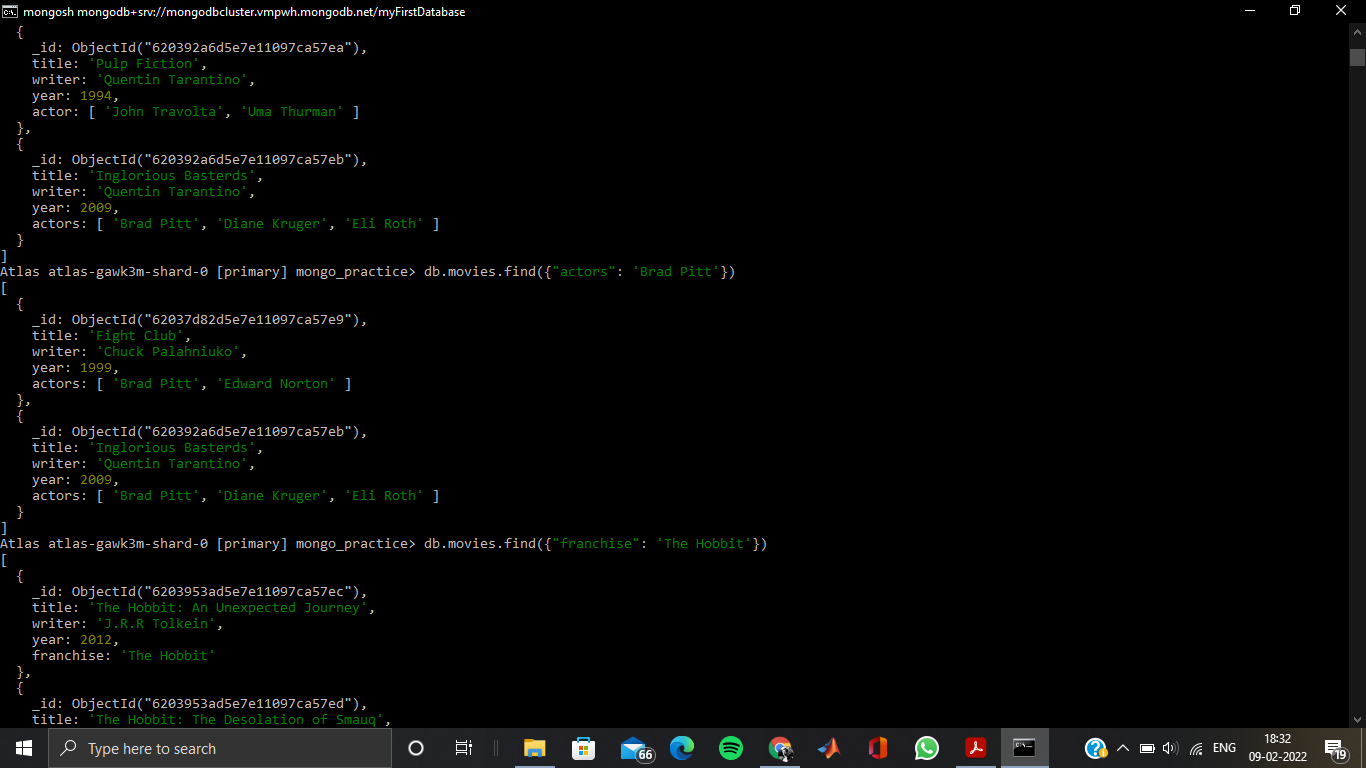 mongosh mongodb+srv://mongodbcluster.vmpwh.mongodb.net/myFirstDatabase
{
_id: ObjectId("620392a6d5e7e11097ca57ea"),
title: 'Pulp Fiction',
writer: 'Quentin Tarantino',
year: 1994,
actor: [ 'John Travolta', 'Uma Thurman' ]
},
{
_id: ObjectId("620392a6d5e7e11097ca57eb"),
title: 'Inglorious Basterds',
writer: 'Quentin Tarantino',
year: 2009,
actors: [ 'Brad Pitt', 'Diane Kruger', 'Eli Roth' ]
}
]
Atlas atlas-gawk3m-shard-0 [primary] mongo_practice> db.movies.find({"actors": 'Brad Pitt'})
[
{
_id: ObjectId("62037d82d5e7e11097ca57e9"),
title: 'Fight Club',
writer: 'Chuck Palahniuko',
year: 1999,
actors: [ 'Brad Pitt', 'Edward Norton' ]
},
{
_id: ObjectId("620392a6d5e7e11097ca57eb"),
title: 'Inglorious Basterds',
writer: 'Quentin Tarantino',
year: 2009,
actors: [ 'Brad Pitt', 'Diane Kruger', 'Eli Roth' ]
}
]
Atlas atlas-gawk3m-shard-0 [primary] mongo_practice> db.movies.find({"franchise": 'The Hobbit'})
[
{
_id: ObjectId("6203953ad5e7e11097ca57ec"),
title: 'The Hobbit: An Unexpected Journey',
writer: 'J.R.R Tolkein',
year: 2012,
franchise: 'The Hobbit'
},
{
_id: ObjectId("6203953ad5e7e11097ca57ed"),
title: 'The Hobbit: The Desolation of Smaug',
Type here to search
66
ENG
18:32
09-02-2022
19